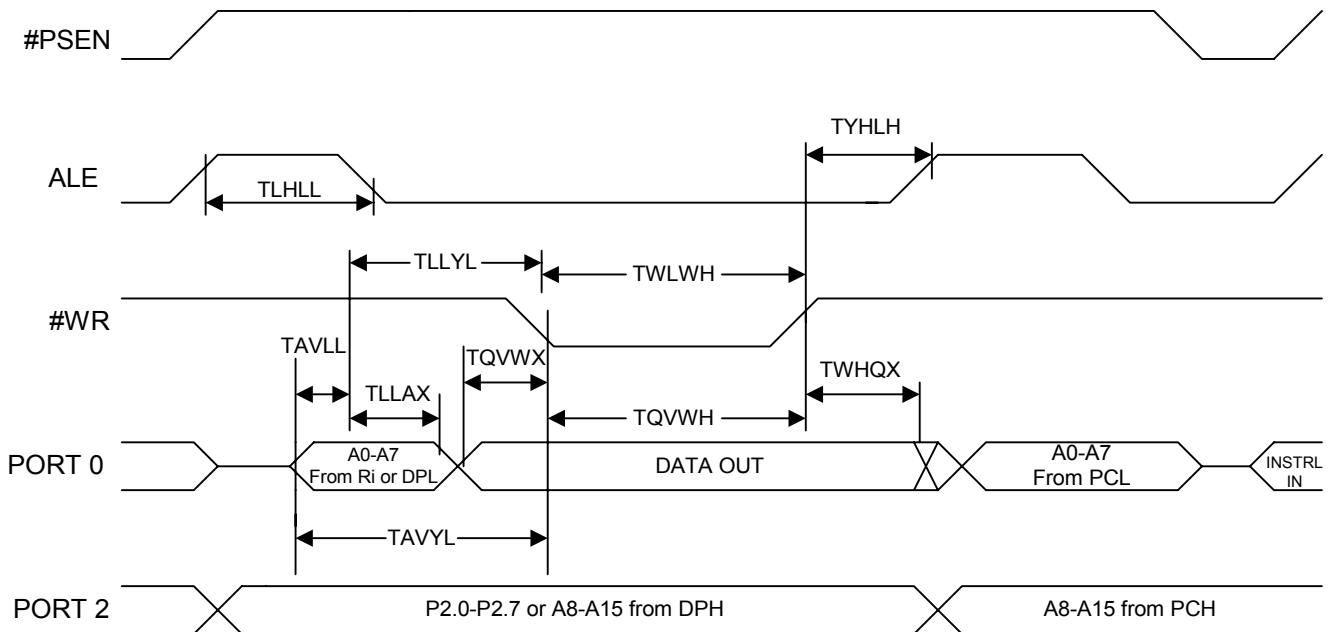 #PSEN
TYHLH
ALE
TLHLL
TLLYL
TWLWH
#WR
TAVLL
TQVWX
TWHQX
TLLAX
TQVWH
PORT 0
A0-A7
From Ri or DPL
DATA OUT
A0-A7
From PCL
INSTRL
IN
TAVYL
PORT 2
P2.0-P2.7 or A8-A15 from DPH
A8-A15 from PCH